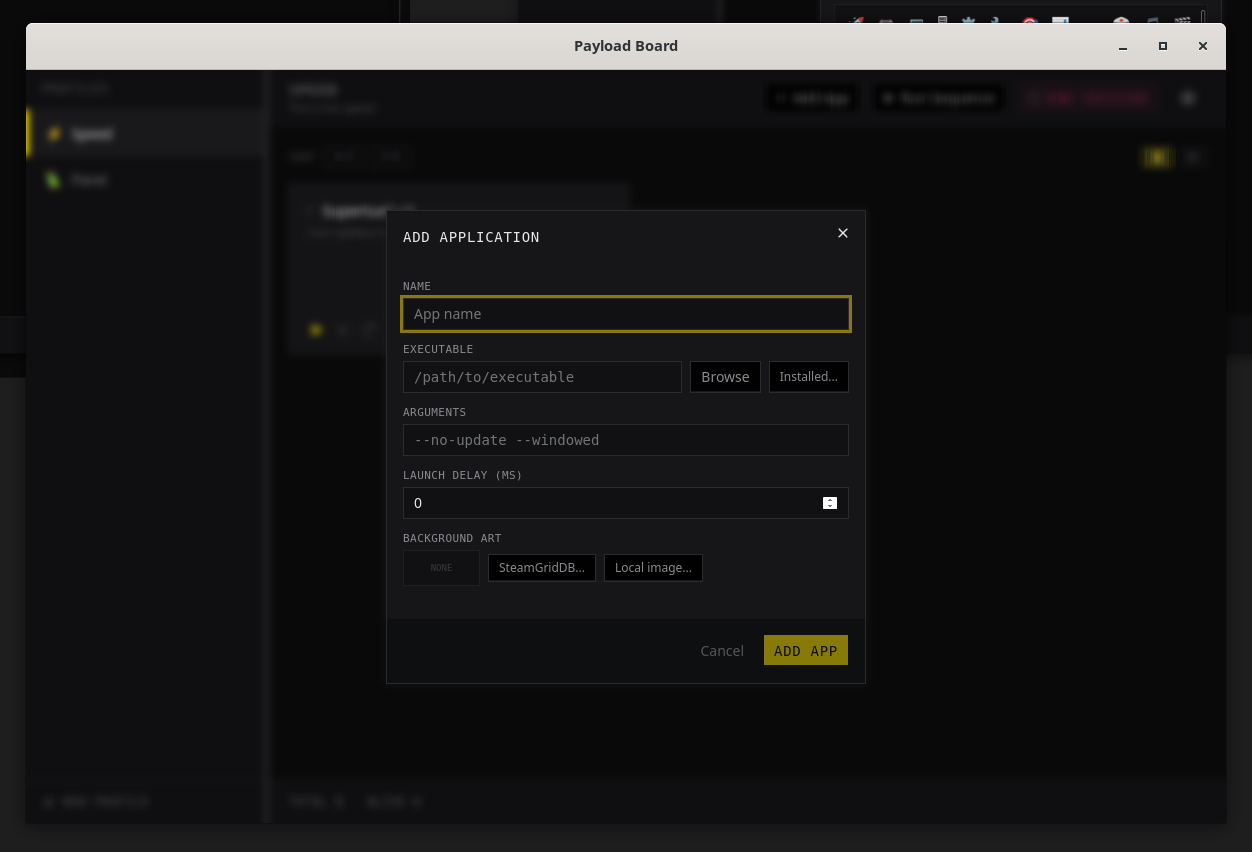 Payload Board
Speed
ADD APPLICATION
NAME
App name
EXECUTABLE
/path/to/executable
Browse
Installed...
ARGUMENTS
--no-update --windowed
LAUNCH DELAY (MS)
0
BACKGROUND ART
NONE
SteamGridDB...
Local image...
Cancel
ADD APP